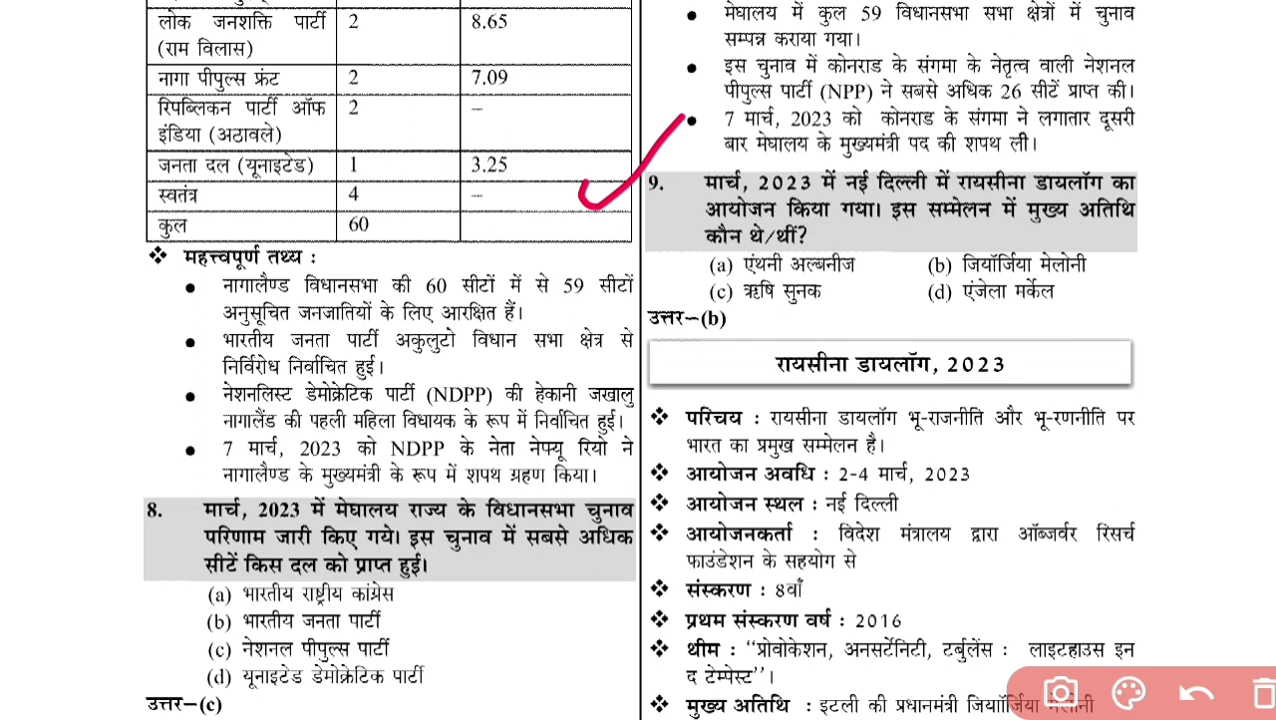 लोक जनशक्ति पार्टी 2 8.65
(राम विलास)
नागा पीपुल्स फ्रंट 2 7.09
रिपब्लिकन पार्टी ऑफ 2 –
इंडिया (अठावले)
जनता दल (यूनाइटेड) 1 3.25
स्वतंत्र 4 –
कुल 60
❖ महत्त्वपूर्ण तथ्य :
● नागालैण्ड विधानसभा की 60 सीटों में से 59 सीटों
अनुसूचित जनजातियों के लिए आरक्षित हैं।
● भारतीय जनता पार्टी अकुलुटो विधान सभा क्षेत्र से
निर्विरोध निर्वाचित हुई।
● नेशनलिस्ट डेमोक्रेटिक पार्टी (NDPP) की हेकानी जखालु
नागालैंड की पहली महिला विधायक के रूप में निर्वाचित हुई।
● 7 मार्च, 2023 को NDPP के नेता नेफ्यू रियो ने
नागालैण्ड के मुख्यमंत्री के रूप में शपथ ग्रहण किया।
8. मार्च, 2023 में मेघालय राज्य के विधानसभा चुनाव
परिणाम जारी किए गये। इस चुनाव में सबसे अधिक
सीटें किस दल को प्राप्त हुई।
(a) भारतीय राष्ट्रीय कांग्रेस
(b) भारतीय जनता पार्टी
(c) नेशनल पीपुल्स पार्टी
(d) यूनाइटेड डेमोक्रेटिक पार्टी
उत्तर–(c)
● मेघालय में कुल 59 विधानसभा सभा क्षेत्रों में चुनाव
सम्पन्न कराया गया।
● इस चुनाव में कोनराड के संगमा के नेतृत्व वाली नेशनल
पीपुल्स पार्टी (NPP) ने सबसे अधिक 26 सीटें प्राप्त की।
● 7 मार्च, 2023 को कोनराड के संगमा ने लगातार दूसरी
बार मेघालय के मुख्यमंत्री पद की शपथ ली।
9. मार्च, 2023 में नई दिल्ली में रायसीना डायलॉग का
आयोजन किया गया। इस सम्मेलन में मुख्य अतिथि
कौन थे/थीं?
(a) एंथनी अल्बनीज (b) जियॉर्जिया मेलोनी
(c) ऋषि सुनक (d) एंजेला मर्केल
उत्तर–(b)
रायसीना डायलॉग, 2023
❖ परिचय : रायसीना डायलॉग भू-राजनीति और भू-रणनीति पर
भारत का प्रमुख सम्मेलन है।
❖ आयोजन अवधि : 2-4 मार्च, 2023
❖ आयोजन स्थल : नई दिल्ली
❖ आयोजनकर्ता : विदेश मंत्रालय द्वारा ऑब्जर्वर रिसर्च
फाउंडेशन के सहयोग से
❖ संस्करण : 8वाँ
❖ प्रथम संस्करण वर्ष : 2016
❖ थीम : “प्रोवोकेशन, अनसर्टेनिटी, टर्बुलेंस : लाइटहाउस इन
द टेम्पेस्ट”।
❖ मुख्य अतिथि : इटली की प्रधानमंत्री जियाॅर्जिया मेलोनी